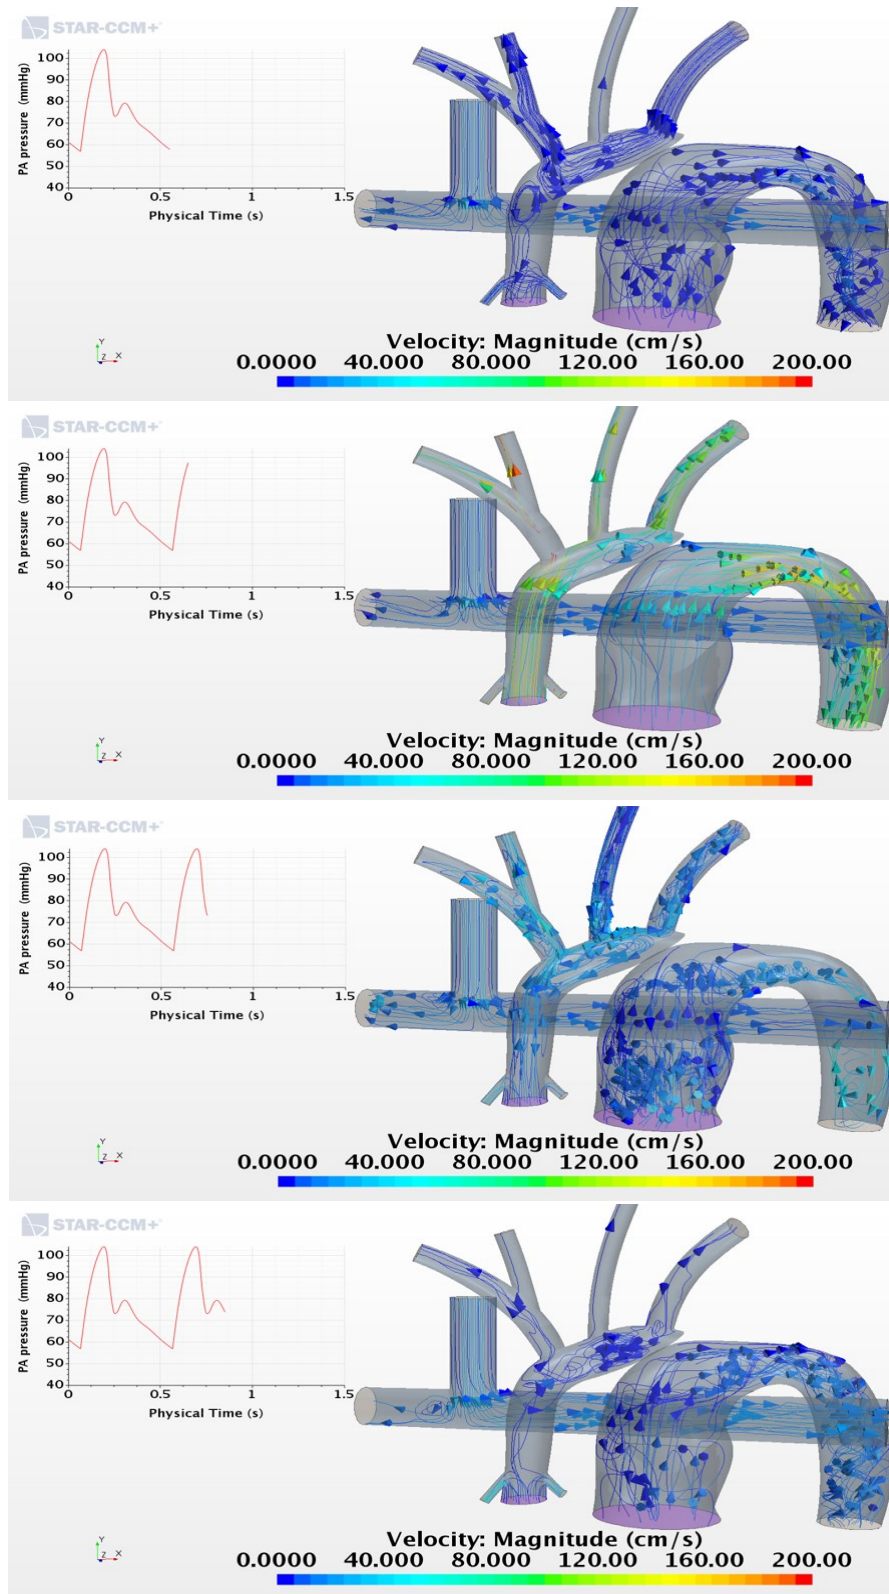 STAR-CCM+
PA pressure (mmHg)
100
90
80
70
60
50
40
0
0.5
1
1.5
Physical Time (s)
Y
Z
X
Velocity: Magnitude (cm/s)
0.0000 40.000 80.000 120.00 160.00 200.00
STAR-CCM+
PA pressure (mmHg)
100
90
80
70
60
50
40
0
0.5
1
1.5
Physical Time (s)
Y
Z
X
Velocity: Magnitude (cm/s)
0.0000 40.000 80.000 120.00 160.00 200.00
STAR-CCM+
PA pressure (mmHg)
100
90
80
70
60
50
40
0
0.5
1
1.5
Physical Time (s)
Y
Z
X
Velocity: Magnitude (cm/s)
0.0000 40.000 80.000 120.00 160.00 200.00
STAR-CCM+
PA pressure (mmHg)
100
90
80
70
60
50
40
0
0.5
1
1.5
Physical Time (s)
Y
Z
X
Velocity: Magnitude (cm/s)
0.0000 40.000 80.000 120.00 160.00 200.00